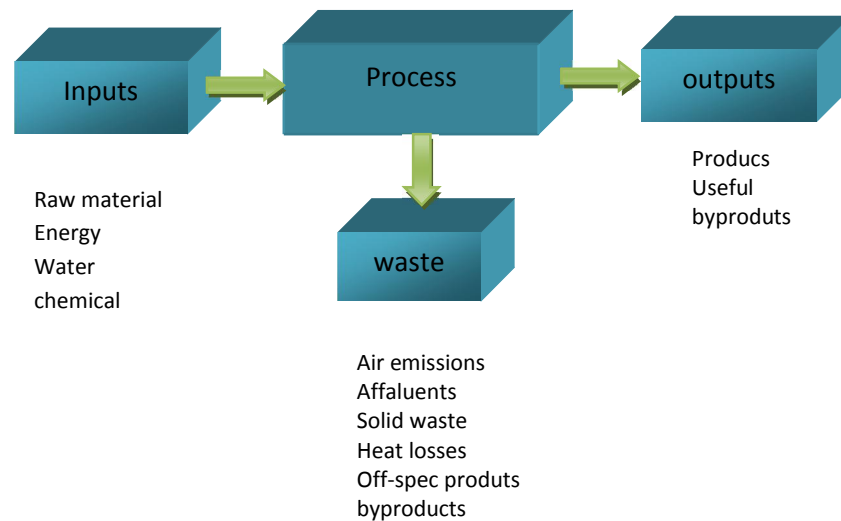 Inputs
Process
outputs
Raw material
Energy
Water
chemical
Producs
Useful
byproduts
waste
Air emissions
Affaluents
Solid waste
Heat losses
Off-spec produts
byproducts